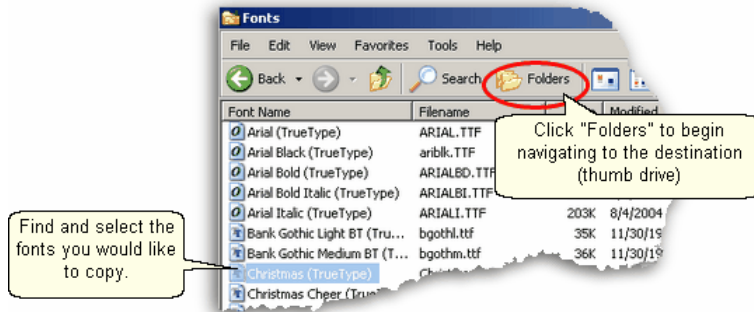 Fonts
File Edit View Favorites Tools Help
Back Search Folders
Font Name Filename Modified
Arial (TrueType) ARIAL.TTF
Arial Black (TrueType) ariblk.TTF
Arial Bold (TrueType) ARIALBD.TTF
Arial Bold Italic (TrueType) ARIALBI.TTF
Arial Italic (TrueType) ARIALI.TTF 203K 8/4/2004
Bank Gothic Light BT (Tru... bgothl.ttf 35K 11/30/19
Bank Gothic Medium BT (T... bgothm.ttf 36K 11/30/19
Christmas (TrueType)
Christmas Cheer (TrueT
Click "Folders" to begin
navigating to the destination
(thumb drive)
Find and select the
fonts you would like
to copy.